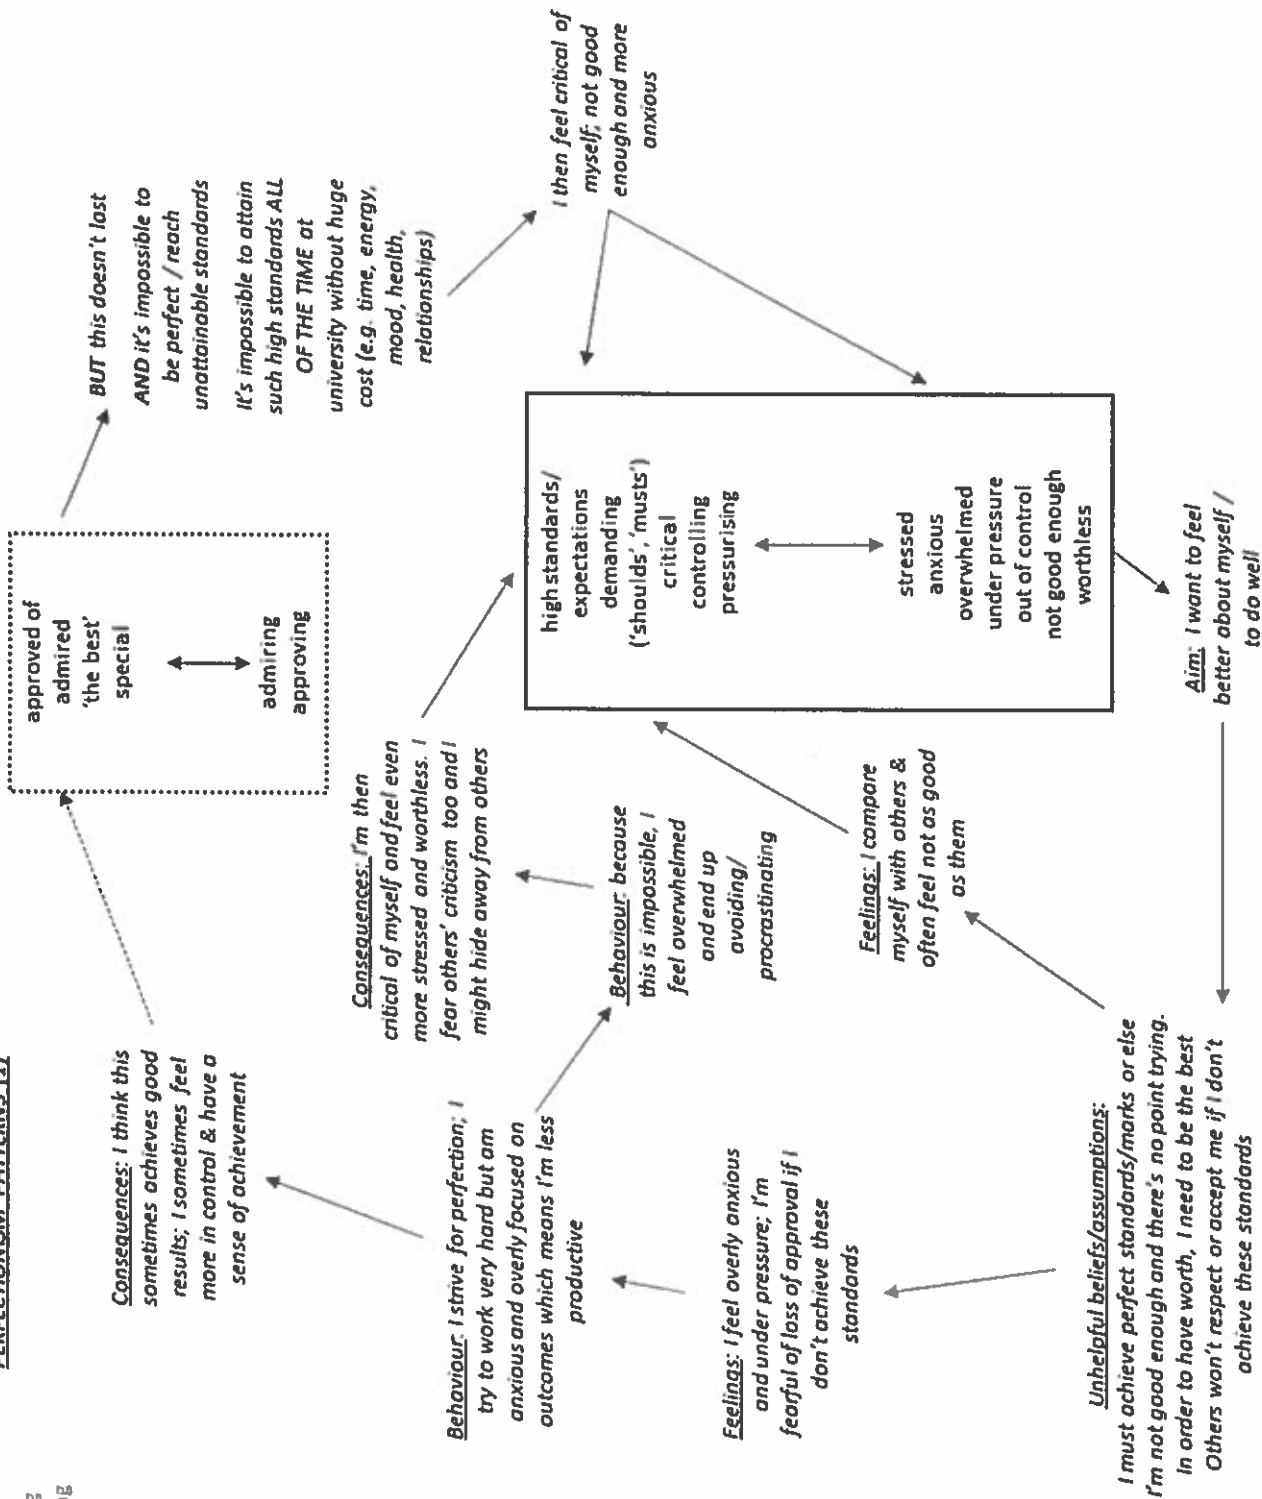 PERFECTIONISM PATTERNS (1)
approved of
admired
'the best'
special
admiring
approving
BUT this doesn't last
AND it's impossible to
be perfect / reach
unattainable standards
It's impossible to attain
such high standards ALL
OF THE TIME at
university without huge
cost (e.g. time, energy,
mood, health,
relationships)
I then feel critical of
myself; not good
enough and more
anxious
Consequences: I think this
sometimes achieves good
results; I sometimes feel
more in control & have a
sense of achievement
Consequences: I'm then
critical of myself and feel even
more stressed and worthless. I
fear others' criticism too and I
might hide away from others
Behaviour: I strive for perfection; I
try to work very hard but am
anxious and overly focused on
outcomes which means I'm less
productive
Behaviour: because
this is impossible, I
feel overwhelmed
and end up
avoiding/
procrastinating
high standards/
expectations
demanding
('shoulds', 'musts')
critical
controlling
pressurising
stressed
anxious
overwhelmed
under pressure
out of control
not good enough
worthless
Feelings: I feel overly anxious
and under pressure; I'm
fearful of loss of approval if I
don't achieve these
standards
Feelings: I compare
myself with others &
often feel not as good
as them
Unhelpful beliefs/assumptions:
I must achieve perfect standards/marks or else
I'm not good enough and there's no point trying.
In order to have worth, I need to be the best
Others won't respect or accept me if I don't
achieve these standards
Aim: I want to feel
better about myself /
to do well